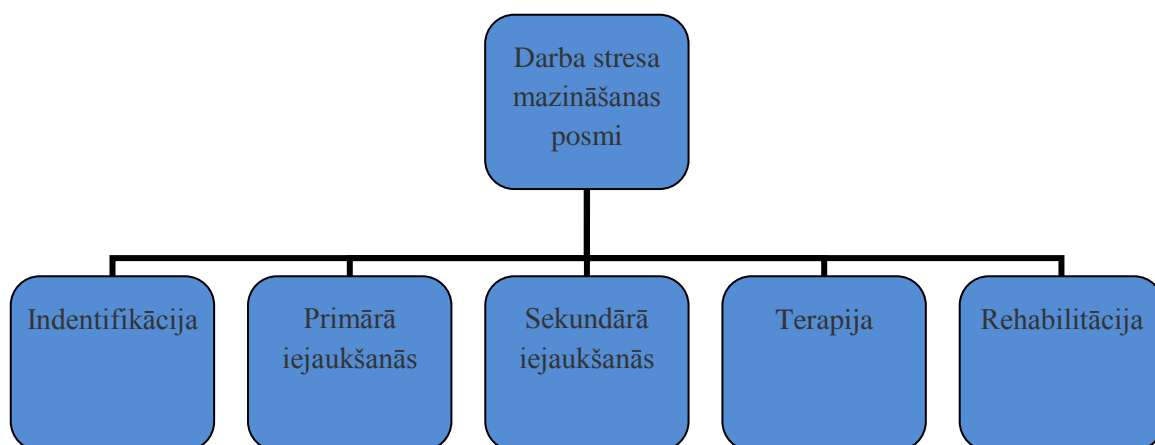 Darba stresa
mazināšanas
posmi
Indentifikācija
Primārā
iejaukšanās
Sekundārā
iejaukšanās
Terapija
Rehabilitācija